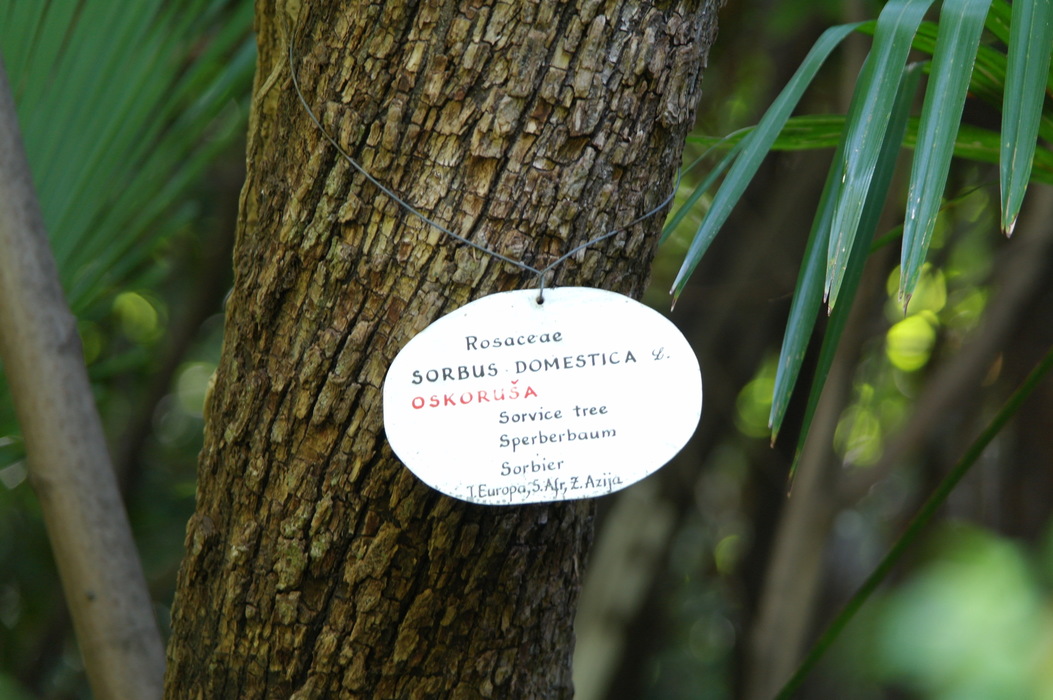 Rosaceae
SORBUS DOMESTICA L.
OSKORUŠA
Sorvice tree
Sperberbaum
Sorbier
J.Europa, S.Afr, Z.Azija